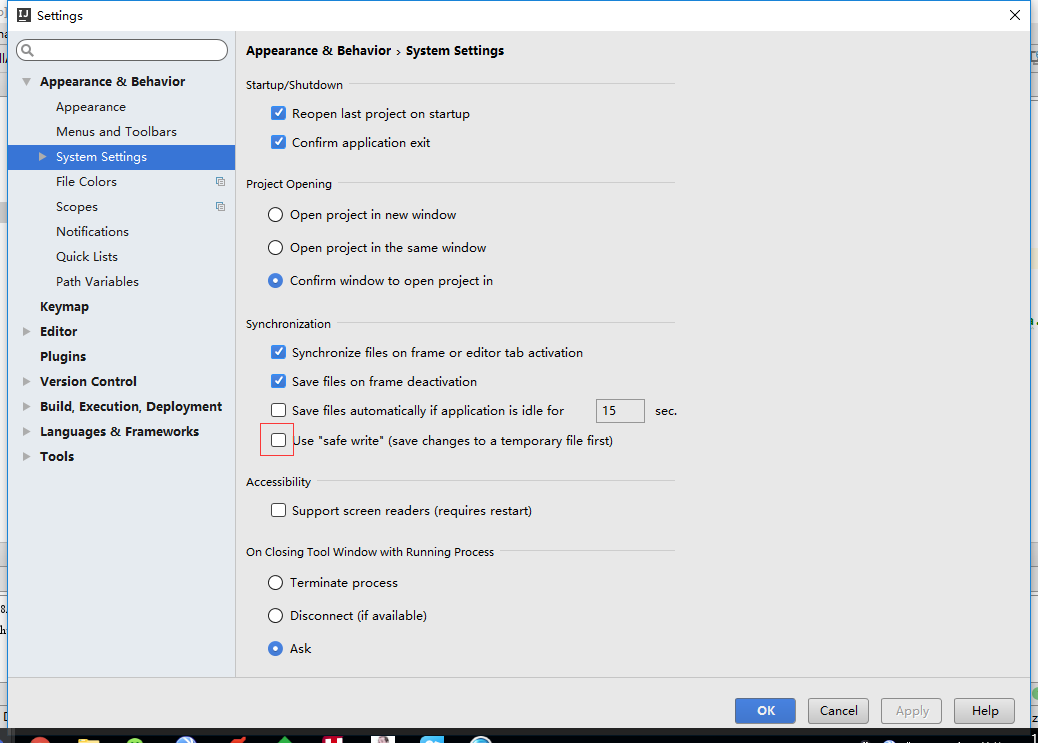 Settings
Appearance & Behavior
Appearance
Menus and Toolbars
System Settings
File Colors
Scopes
Notifications
Quick Lists
Path Variables
Keymap
Editor
Plugins
Version Control
Build, Execution, Deployment
Languages & Frameworks
Tools
Appearance & Behavior › System Settings
Startup/Shutdown
Reopen last project on startup
Confirm application exit
Project Opening
Open project in new window
Open project in the same window
Confirm window to open project in
Synchronization
Synchronize files on frame or editor tab activation
Save files on frame deactivation
Save files automatically if application is idle for 15 sec.
Use "safe write" (save changes to a temporary file first)
Accessibility
Support screen readers (requires restart)
On Closing Tool Window with Running Process
Terminate process
Disconnect (if available)
Ask
OK Cancel Apply Help